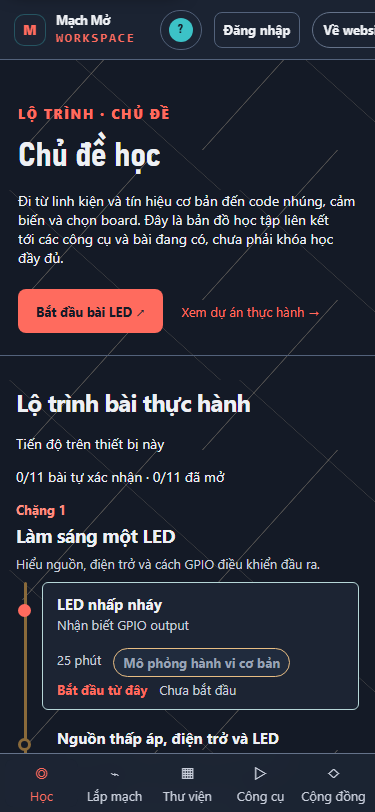 M
Mạch Mở
WORKSPACE
?
Đăng nhập
Về websi
LỘ TRÌNH · CHỦ ĐỀ
Chủ đề học
Đi từ linh kiện và tín hiệu cơ bản đến code nhúng, cảm
biến và chọn board. Đây là bản đồ học tập liên kết
tới các công cụ và bài đang có, chưa phải khóa học
đầy đủ.
Bắt đầu bài LED ↗
Xem dự án thực hành →
Lộ trình bài thực hành
Tiến độ trên thiết bị này
0/11 bài tự xác nhận · 0/11 đã mở
Chặng 1
Làm sáng một LED
Hiểu nguồn, điện trở và cách GPIO điều khiển đầu ra.
LED nhấp nháy
Nhận biết GPIO output
25 phút
Mô phỏng hành vi cơ bản
Bắt đầu từ đây
Chưa bắt đầu
Nguồn thấp áp, điện trở và LED
Học
Lắp mạch
Thư viện
Công cụ
Cộng đồng